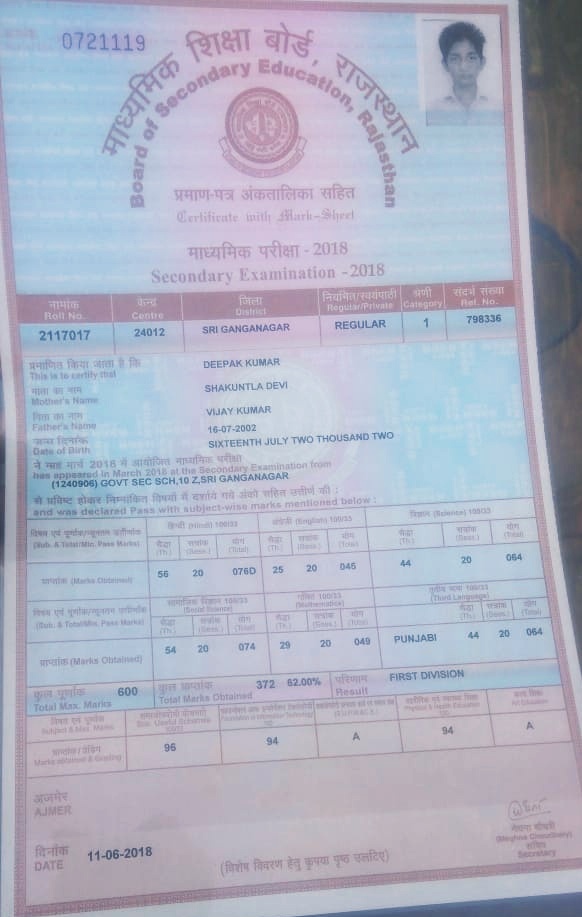 0721119
माध्यमिक शिक्षा बोर्ड, राजस्थान
Board of Secondary Education, Rajasthan
प्रमाण-पत्र अंकतालिका सहित
Certificate with Mark-Sheet
माध्यमिक परीक्षा - 2018
Secondary Examination -2018
नामांक केन्द्र जिला नियमित/स्वयंपाठी श्रेणी संदर्भ संख्या
Roll No. Centre District Regular/Private Category Ref. No.
2117017 24012 SRI GANGANAGAR REGULAR 1 798336
प्रमाणित किया जाता है कि
This is to certify that DEEPAK KUMAR
माता का नाम
Mother's Name SHAKUNTLA DEVI
पिता का नाम
Father's Name VIJAY KUMAR
जन्म दिनांक 16-07-2002
Date of Birth SIXTEENTH JULY TWO THOUSAND TWO
ने माह मार्च 2018 में आयोजित माध्यमिक परीक्षा
has appeared in March 2018 at the Secondary Examination from
(1240906) GOVT SEC SCH,10 Z,SRI GANGANAGAR
से प्रविष्ट होकर निम्नांकित विषयों में दर्शाये गये अंकों सहित उत्तीर्ण की :
and was declared Pass with subject-wise marks mentioned below :
हिन्दी (Hindi) 100/33 अंग्रेजी (English) 100/33 विज्ञान (Science) 100/33
विषय एवं पूर्णांक/न्यूनतम उत्तीर्णांक
(Sub. & Total/Min. Pass Marks)
सैद्धा सत्रांक योग सैद्धा सत्रांक योग सैद्धा सत्रांक योग
(Th.) (Sess.) (Total) (Th.) (Sess.) (Total) (Th.) (Sess.) (Total)
प्राप्तांक (Marks Obtained) 56 20 076D 25 20 045 44 20 064
सामाजिक विज्ञान 100/33 गणित 100/33 तृतीय भाषा 100/33
(Social Science) (Mathematics) (Third Language)
विषय एवं पूर्णांक/न्यूनतम उत्तीर्णांक
(Sub. & Total/Min. Pass Marks)
सैद्धा सत्रांक योग सैद्धा सत्रांक योग सैद्धा सत्रांक योग
(Th.) (Sess.) (Total) (Th.) (Sess.) (Total) (Th.) (Sess.) (Total)
प्राप्तांक (Marks Obtained) 54 20 074 29 20 049 PUNJABI 44 20 064
कुल पूर्णांक कुल प्राप्तांक परिणाम
Total Max. Marks 600 Total Marks Obtained 372 62.00% Result FIRST DIVISION
विषय एवं पूर्णांक
Subject & Max. Marks
Foundation of Information Technology
Physical & Health Education
कला शिक्षा
Art Education
प्राप्तांक / ग्रेडिंग
Marks obtained & Grading 96 94 A 94 A
अजमेर
AJMER
दिनांक
DATE 11-06-2018
(विशेष विवरण हेतु कृपया पृष्ठ उलटिए)
मेघना चौधरी
(Meghna Choudhary)
सचिव
Secretary